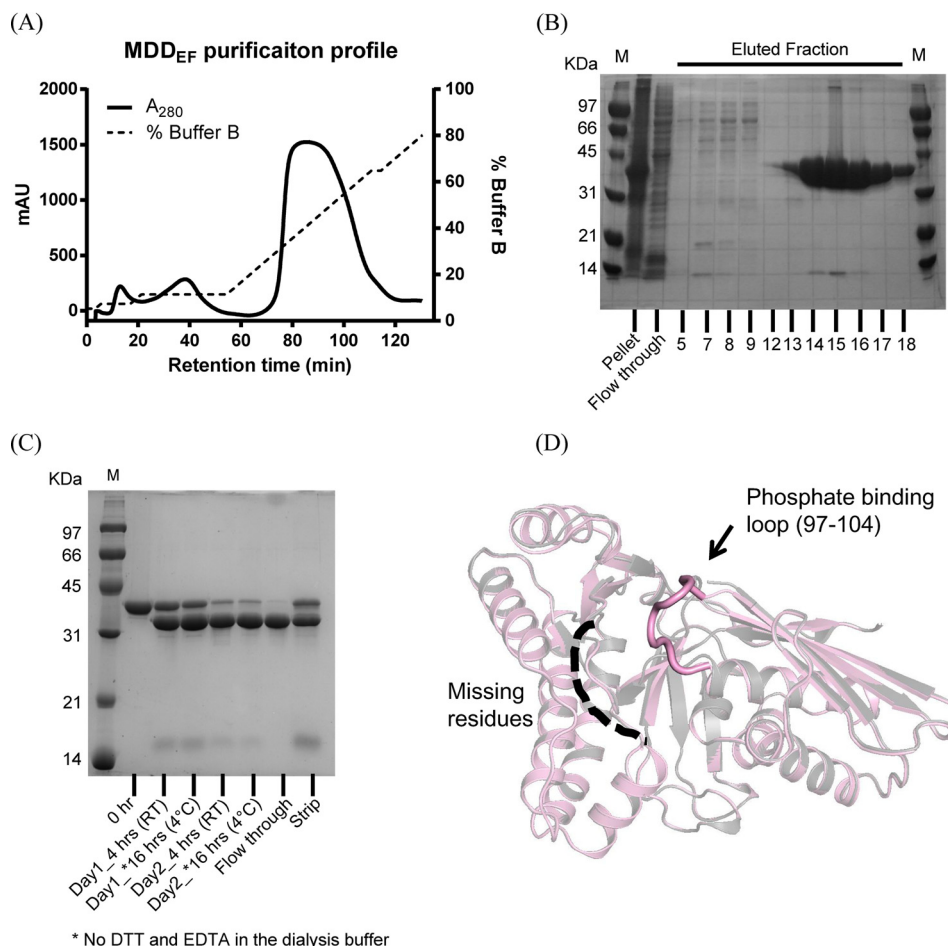 (A)
MDD_EF purificaiton profile
A_280
% Buffer B
2000
1500
1000
500
0
mAU
100
80
60
40
20
0
% Buffer B
0 20 40 60 80 100 120
Retention time (min)
(B)
Eluted Fraction
KDa
M
M
97
66
45
31
21
14
Pellet
Flow through
5 7 8 9 12 13 14 15 16 17 18
(C)
KDa
M
97
66
45
31
21
14
0 hr
Day1_4 hrs (RT)
Day1_*16 hrs (4°C)
Day2_4 hrs (RT)
Day2_*16 hrs (4°C)
Flow through
Strip
* No DTT and EDTA in the dialysis buffer
(D)
Phosphate binding
loop (97-104)
Missing
residues